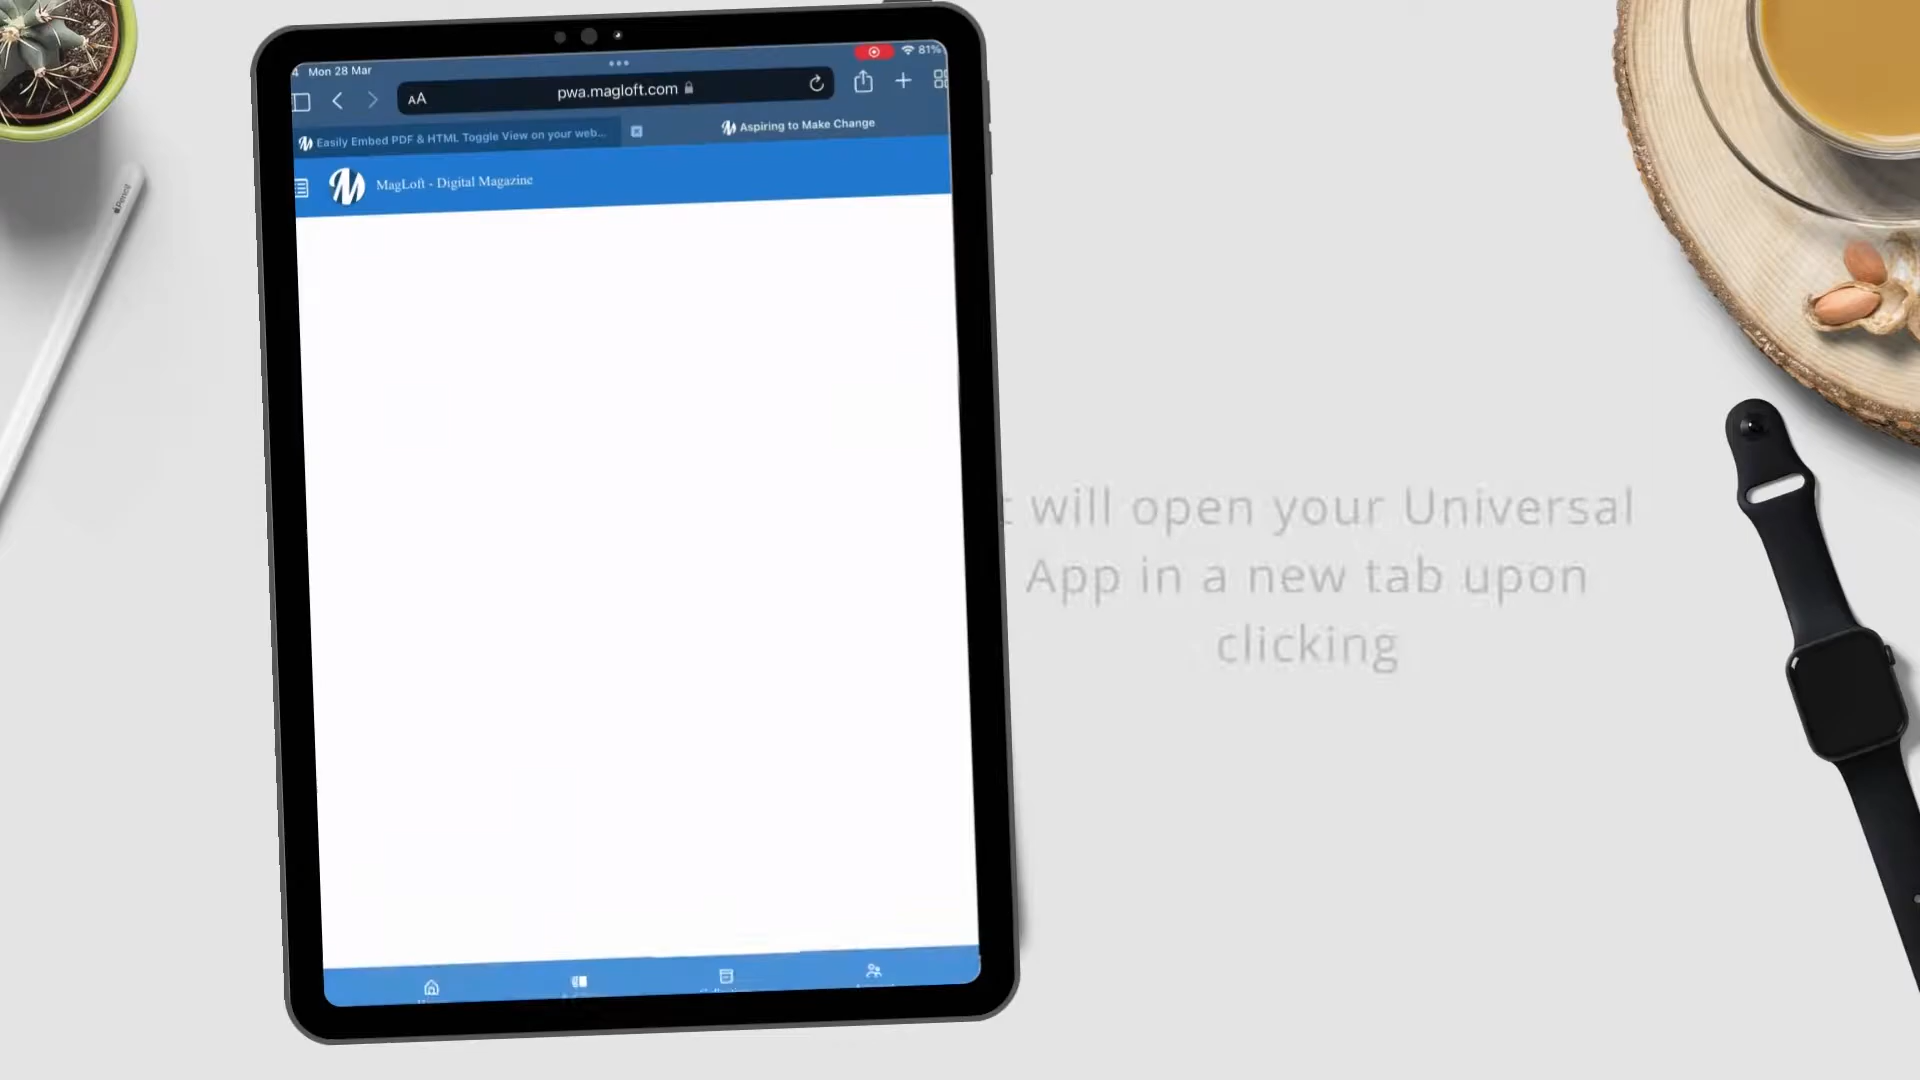 Mon 28 Mar
81%
AA
pwa.magloft.com
Easily Embed PDF & HTML Toggle View on your web...
Aspiring to Make Change
MagLoft - Digital Magazine
will open your Universal
App in a new tab upon
clicking
Pencil